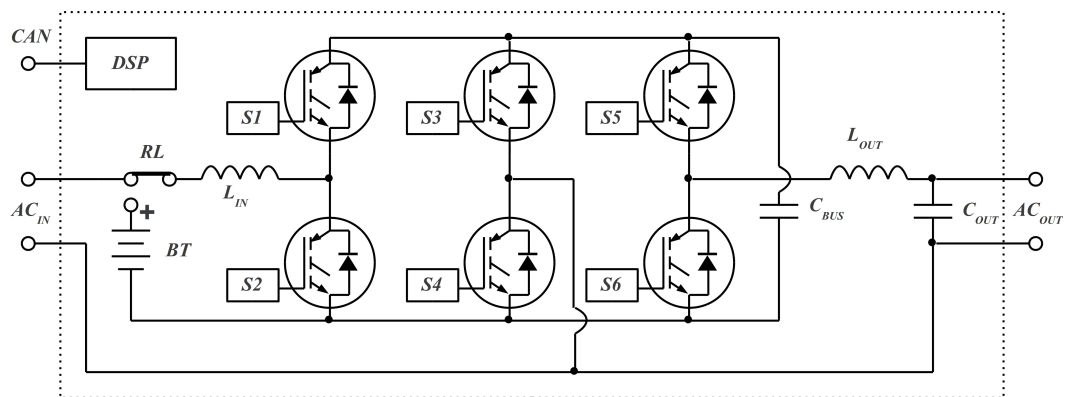 CAN
DSP
S1
S3
S5
RL
L_IN
L_OUT
AC_IN
+
BT
C_BUS
C_OUT
AC_OUT
S2
S4
S6